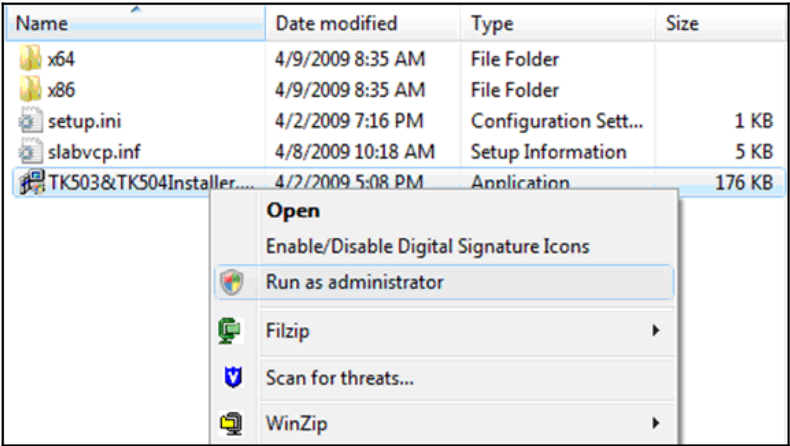 Name Date modified Type Size
x64 4/9/2009 8:35 AM File Folder
x86 4/9/2009 8:35 AM File Folder
setup.ini 4/2/2009 7:16 PM Configuration Sett... 1 KB
slabvcp.inf 4/8/2009 10:18 AM Setup Information 5 KB
TK503&TK504Installer.... 4/2/2009 5:08 PM Application 176 KB
Open
Enable/Disable Digital Signature Icons
Run as administrator
Filzip
Scan for threats...
WinZip